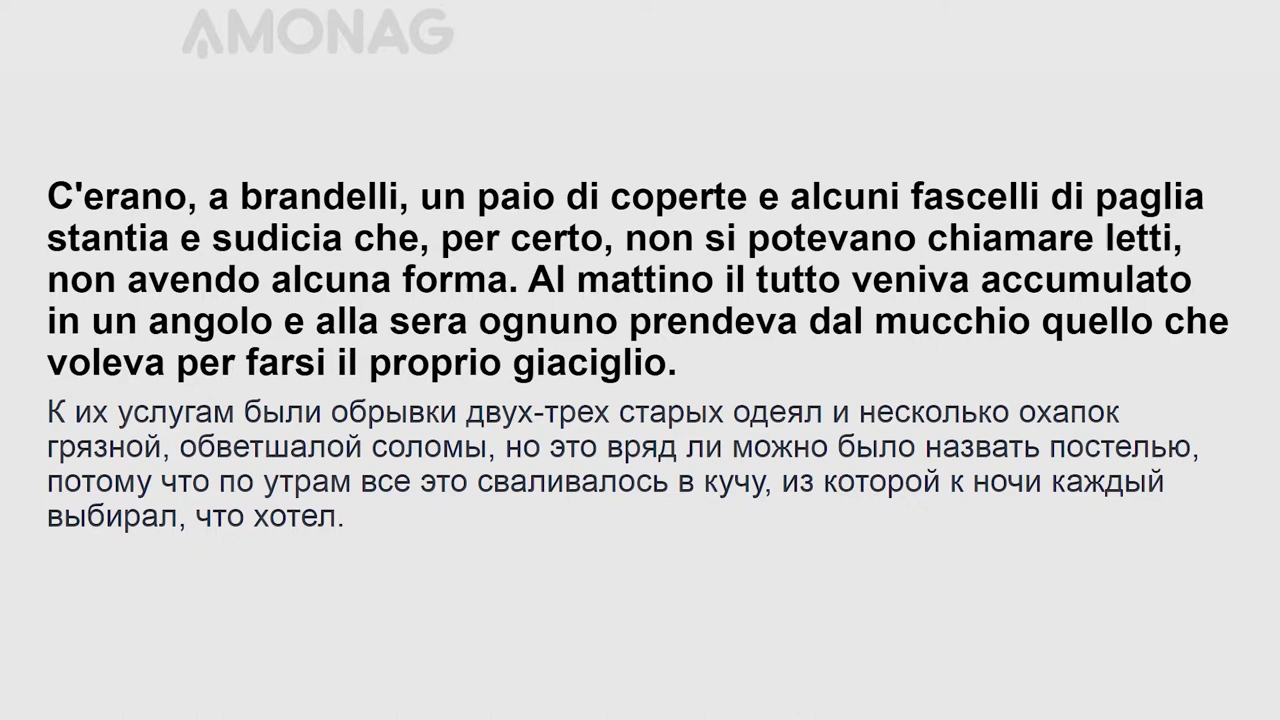 AMONAG
C'erano, a brandelli, un paio di coperte e alcuni fascelli di paglia
stantia e sudicia che, per certo, non si potevano chiamare letti,
non avendo alcuna forma. Al mattino il tutto veniva accumulato
in un angolo e alla sera ognuno prendeva dal mucchio quello che
voleva per farsi il proprio giaciglio.
К их услугам были обрывки двух-трех старых одеял и несколько охапок
грязной, обветшалой соломы, но это вряд ли можно было назвать постелью,
потому что по утрам все это сваливалось в кучу, из которой к ночи каждый
выбирал, что хотел.